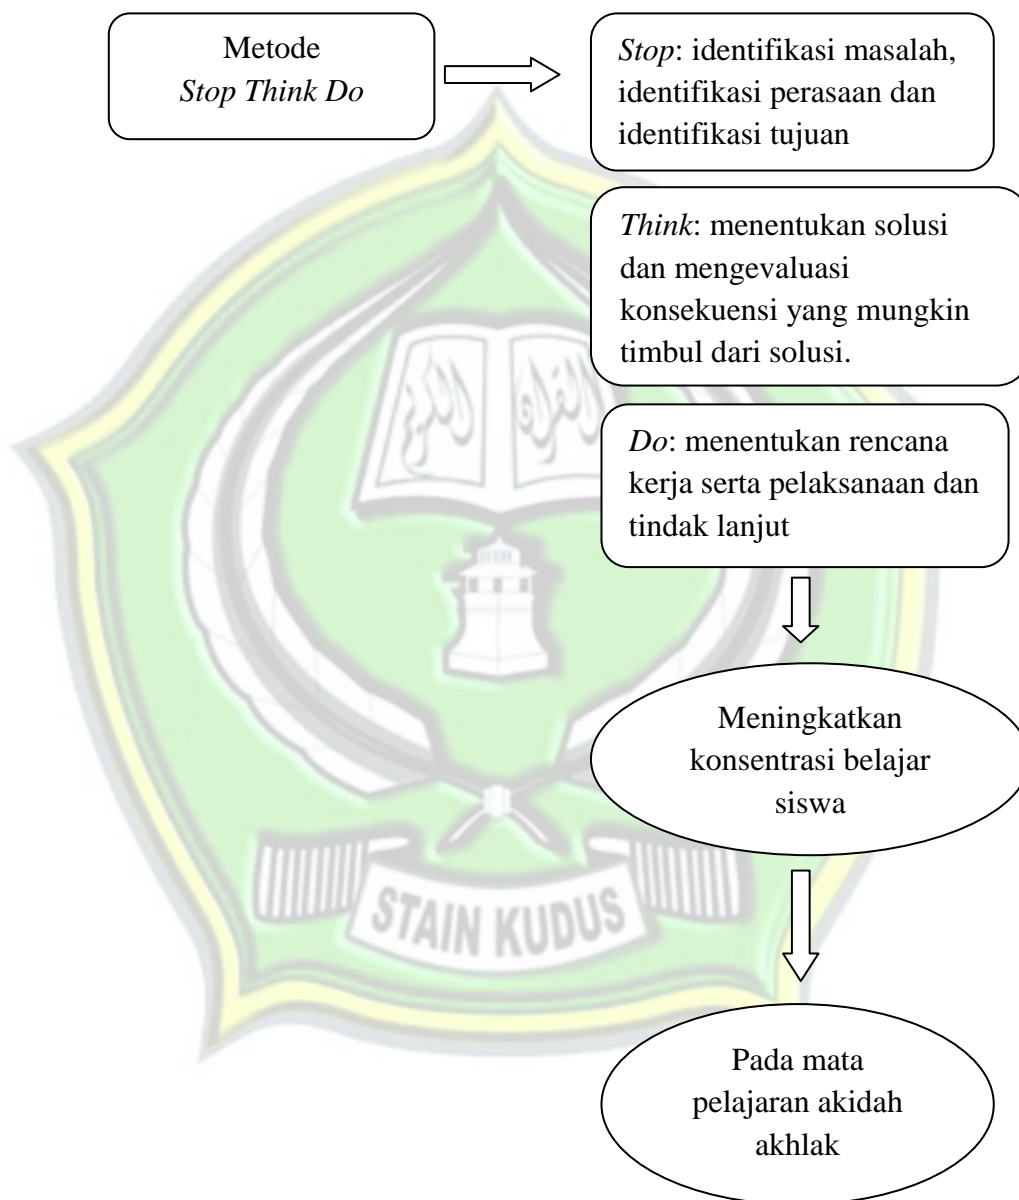 Metode
Stop Think Do
Stop: identifikasi masalah,
identifikasi perasaan dan
identifikasi tujuan
Think: menentukan solusi
dan mengevaluasi
konsekuensi yang mungkin
timbul dari solusi.
Do: menentukan rencana
kerja serta pelaksanaan dan
tindak lanjut
Meningkatkan
konsentrasi belajar
siswa
STAIN KUDUS
Pada mata
pelajaran akidah
akhlak